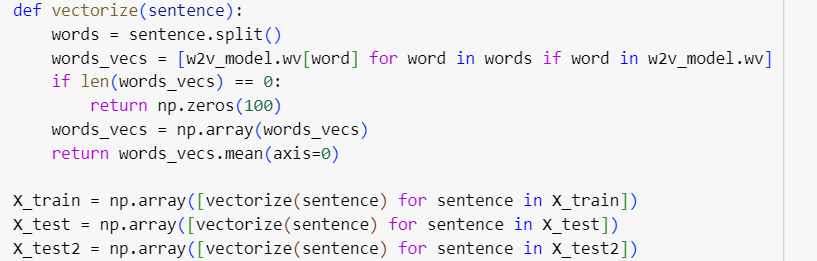 def vectorize(sentence):
    words = sentence.split()
    words_vecs = [w2v_model.wv[word] for word in words if word in w2v_model.wv]
    if len(words_vecs) == 0:
        return np.zeros(100)
    words_vecs = np.array(words_vecs)
    return words_vecs.mean(axis=0)

X_train = np.array([vectorize(sentence) for sentence in X_train])
X_test = np.array([vectorize(sentence) for sentence in X_test])
X_test2 = np.array([vectorize(sentence) for sentence in X_test2])